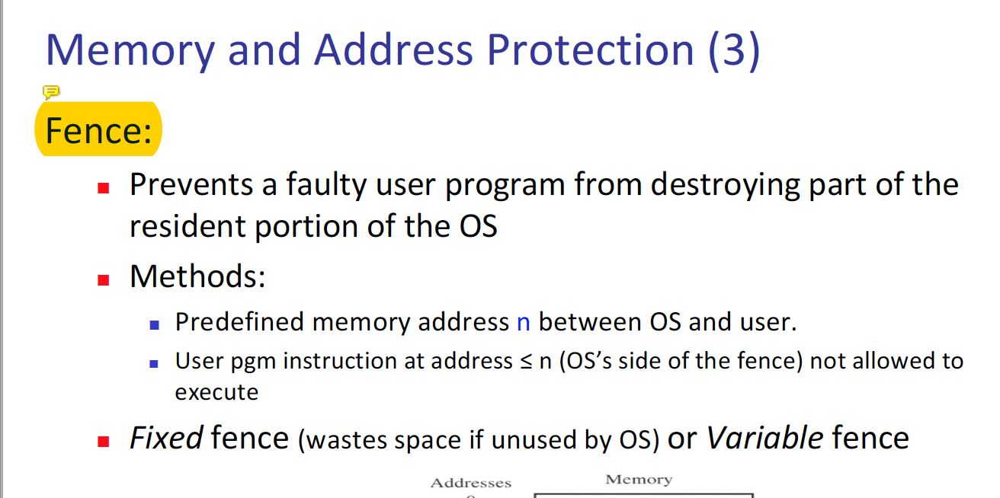 Memory and Address Protection (3)
Fence:
Prevents a faulty user program from destroying part of the
resident portion of the OS
Methods:
Predefined memory address n between OS and user.
User pgm instruction at address ≤ n (OS’s side of the fence) not allowed to
execute
Fixed fence (wastes space if unused by OS) or Variable fence
Addresses Memory